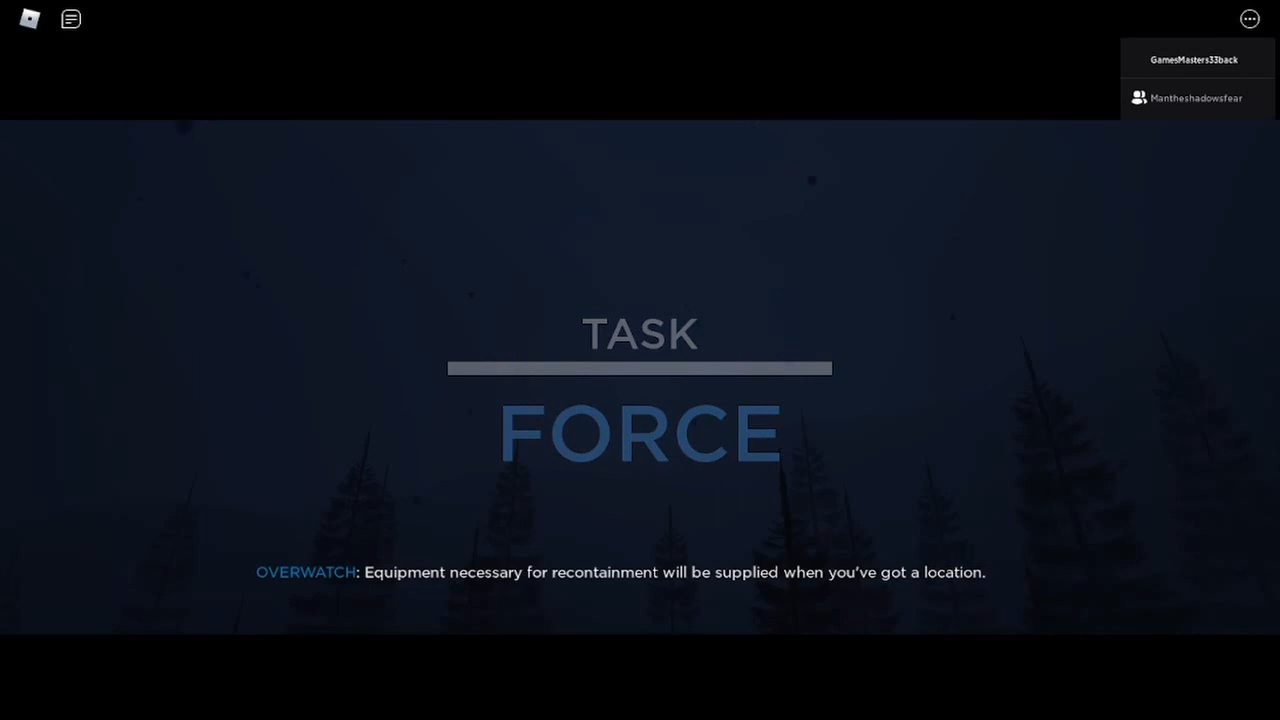 GamesMasters33back
Mantheshadowsfear
TASK
FORCE
OVERWATCH: Equipment necessary for recontainment will be supplied when you've got a location.